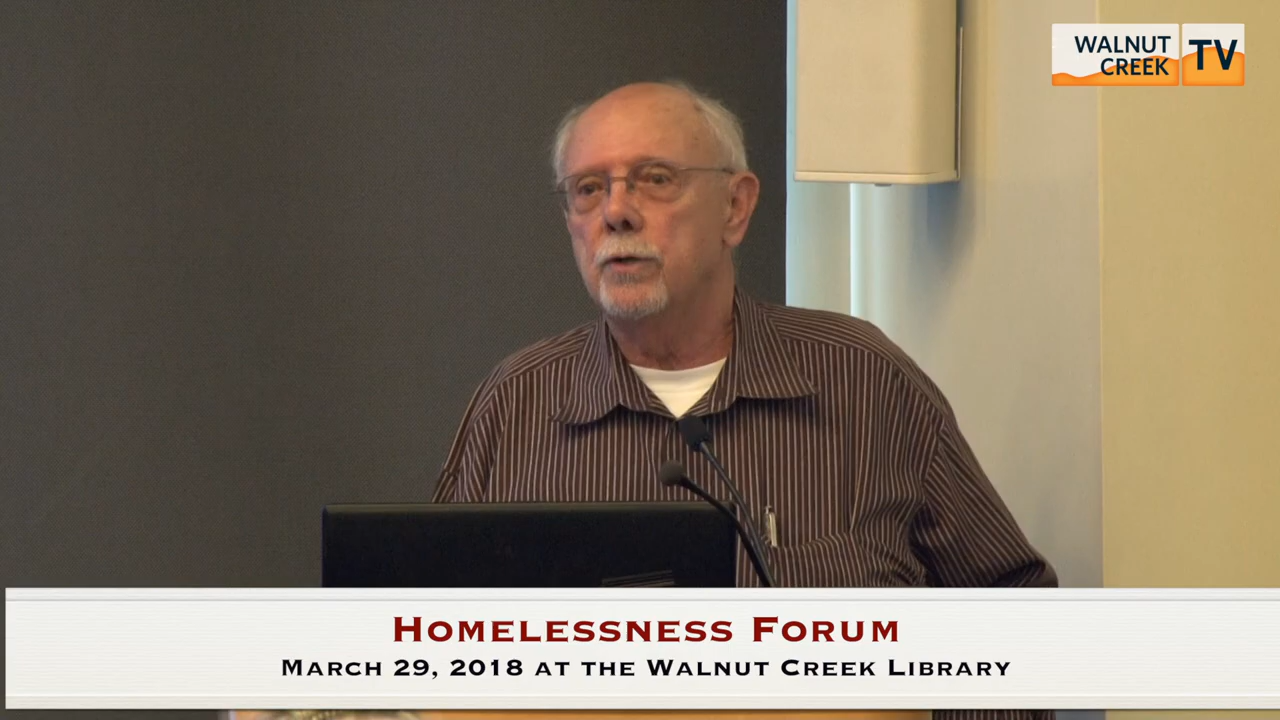 WALNUT
CREEK
TV
HOMELESSNESS FORUM
MARCH 29, 2018 AT THE WALNUT CREEK LIBRARY